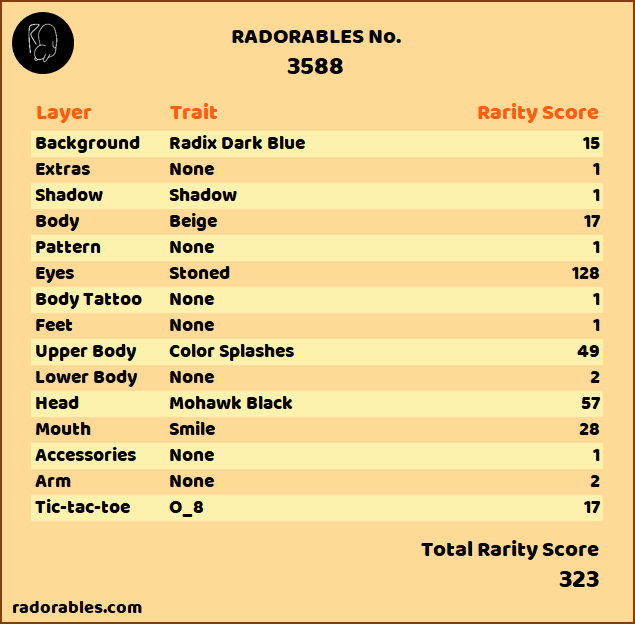 RADORABLES No.
3588
Layer Trait Rarity Score
Background Radix Dark Blue 15
Extras None 1
Shadow Shadow 1
Body Beige 17
Pattern None 1
Eyes Stoned 128
Body Tattoo None 1
Feet None 1
Upper Body Color Splashes 49
Lower Body None 2
Head Mohawk Black 57
Mouth Smile 28
Accessories None 1
Arm None 2
Tic-tac-toe O_8 17
Total Rarity Score
323
radorables.com